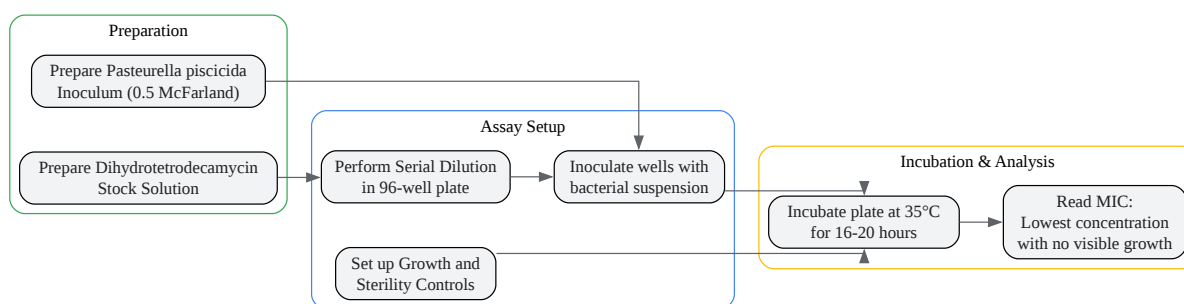 Preparation
Prepare Pasteurella piscicida
Inoculum (0.5 McFarland)
Prepare Dihydrotetrodecamycin
Stock Solution
Assay Setup
Perform Serial Dilution
in 96-well plate
Inoculate wells with
bacterial suspension
Set up Growth and
Sterility Controls
Incubation & Analysis
Incubate plate at 35°C
for 16-20 hours
Read MIC:
Lowest concentration
with no visible growth